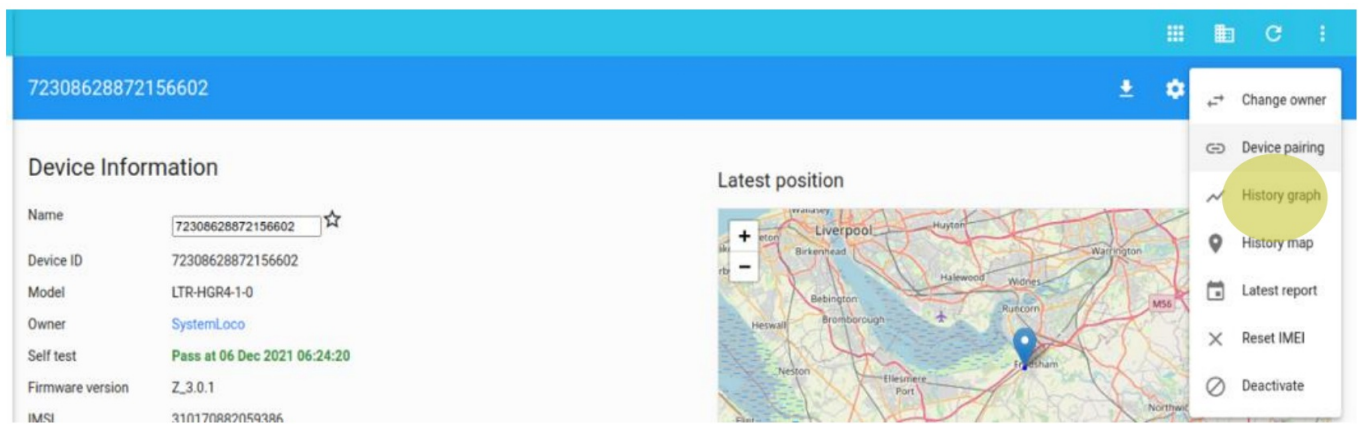 72308628872156602
Change owner
Device pairing
History graph
History map
Latest report
Reset IMEI
Deactivate
Device Information
Name 72308628872156602
Device ID 72308628872156602
Model LTR-HGR4-1-0
Owner SystemLoco
Self test Pass at 06 Dec 2021 06:24:20
Firmware version Z_3.0.1
IMSI 310170882059386
Latest position
+
−
Liverpool
Huyton
Birkenhead
Warrington
Halewood
Widnes
Bebington
Runcorn
M56
Heswall
Bromborough
Neston
Ellesmere
Port